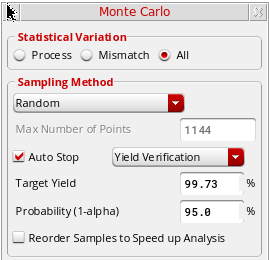 Monte Carlo
Statistical Variation
Process Mismatch All
Sampling Method
Random
Max Number of Points 1144
Auto Stop Yield Verification
Target Yield 99.73 %
Probability (1-alpha) 95.0 %
Reorder Samples to Speed up Analysis